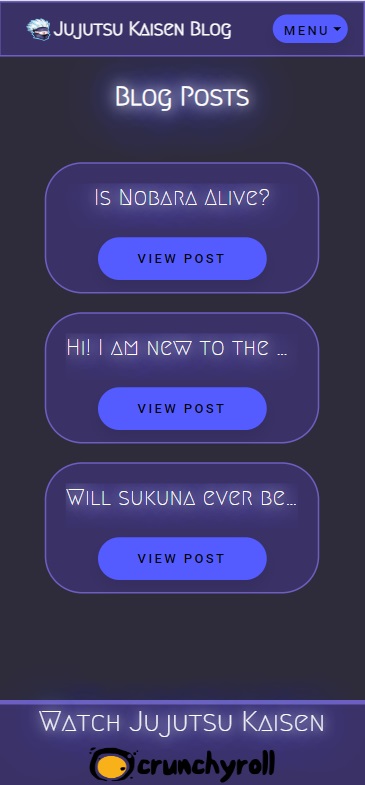 Jujutsu Kaisen Blog
MENU
Blog Posts
Is Nobara Alive?
VIEW POST
Hi! I am new to the ...
VIEW POST
Will sukuna ever be...
VIEW POST
Watch Jujutsu Kaisen
crunchyroll